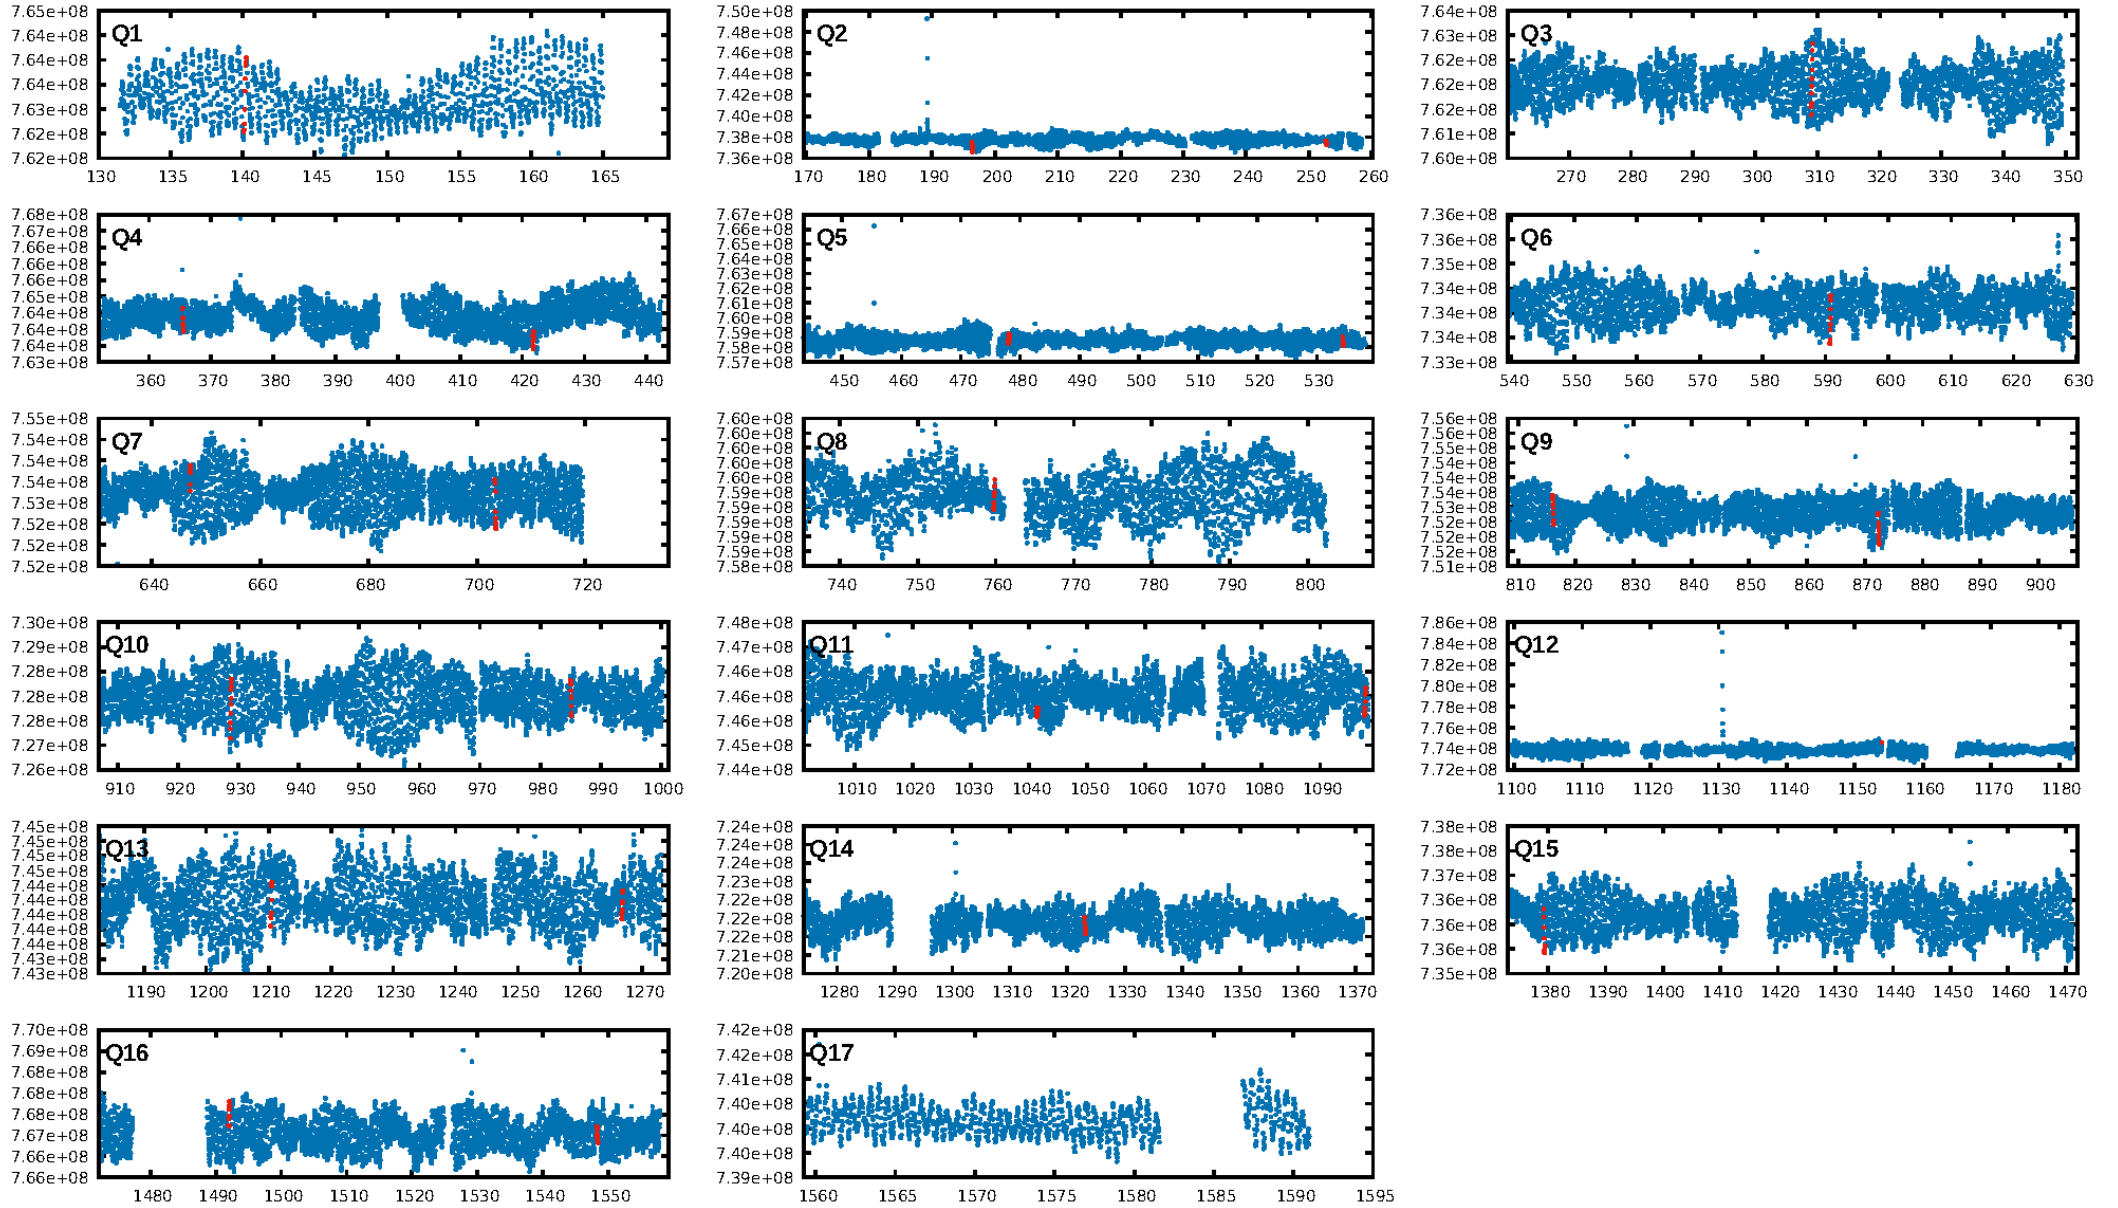 7.65e+08
7.64e+08
7.64e+08
7.64e+08
7.63e+08
7.62e+08
7.62e+08
Q1
130 135 140 145 150 155 160 165
7.50e+08
7.48e+08
7.46e+08
7.44e+08
7.42e+08
7.40e+08
7.38e+08
7.36e+08
Q2
170 180 190 200 210 220 230 240 250 260
7.64e+08
7.63e+08
7.62e+08
7.62e+08
7.62e+08
7.61e+08
7.60e+08
Q3
270 280 290 300 310 320 330 340 350
7.68e+08
7.67e+08
7.66e+08
7.66e+08
7.66e+08
7.65e+08
7.64e+08
7.64e+08
7.64e+08
7.63e+08
Q4
360 370 380 390 400 410 420 430 440
7.67e+08
7.66e+08
7.65e+08
7.64e+08
7.63e+08
7.62e+08
7.61e+08
7.60e+08
7.59e+08
7.58e+08
7.57e+08
Q5
450 460 470 480 490 500 510 520 530
7.36e+08
7.36e+08
7.35e+08
7.34e+08
7.34e+08
7.34e+08
7.33e+08
Q6
540 550 560 570 580 590 600 610 620 630
7.55e+08
7.54e+08
7.54e+08
7.54e+08
7.53e+08
7.52e+08
7.52e+08
7.52e+08
Q7
640 660 680 700 720
7.60e+08
7.60e+08
7.60e+08
7.60e+08
7.60e+08
7.59e+08
7.59e+08
7.59e+08
7.59e+08
7.59e+08
7.58e+08
Q8
740 750 760 770 780 790 800
7.56e+08
7.56e+08
7.55e+08
7.54e+08
7.54e+08
7.54e+08
7.53e+08
7.52e+08
7.52e+08
7.52e+08
7.51e+08
Q9
810 820 830 840 850 860 870 880 890 900
7.30e+08
7.29e+08
7.28e+08
7.28e+08
7.28e+08
7.27e+08
7.26e+08
Q10
910 920 930 940 950 960 970 980 990 1000
7.48e+08
7.47e+08
7.46e+08
7.46e+08
7.46e+08
7.45e+08
7.44e+08
Q11
1010 1020 1030 1040 1050 1060 1070 1080 1090
7.86e+08
7.84e+08
7.82e+08
7.80e+08
7.78e+08
7.76e+08
7.74e+08
7.72e+08
Q12
1100 1110 1120 1130 1140 1150 1160 1170 1180
7.45e+08
7.45e+08
7.45e+08
7.45e+08
7.44e+08
7.44e+08
7.44e+08
7.44e+08
7.44e+08
7.43e+08
7.43e+08
Q13
1190 1200 1210 1220 1230 1240 1250 1260 1270
7.24e+08
7.24e+08
7.24e+08
7.23e+08
7.22e+08
7.22e+08
7.22e+08
7.21e+08
7.20e+08
Q14
1280 1290 1300 1310 1320 1330 1340 1350 1360 1370
7.38e+08
7.38e+08
7.37e+08
7.36e+08
7.36e+08
7.36e+08
7.35e+08
Q15
1380 1390 1400 1410 1420 1430 1440 1450 1460 1470
7.70e+08
7.69e+08
7.68e+08
7.68e+08
7.68e+08
7.67e+08
7.66e+08
7.66e+08
Q16
1480 1490 1500 1510 1520 1530 1540 1550
7.42e+08
7.42e+08
7.41e+08
7.40e+08
7.40e+08
7.39e+08
7.39e+08
Q17
1560 1565 1570 1575 1580 1585 1590 1595